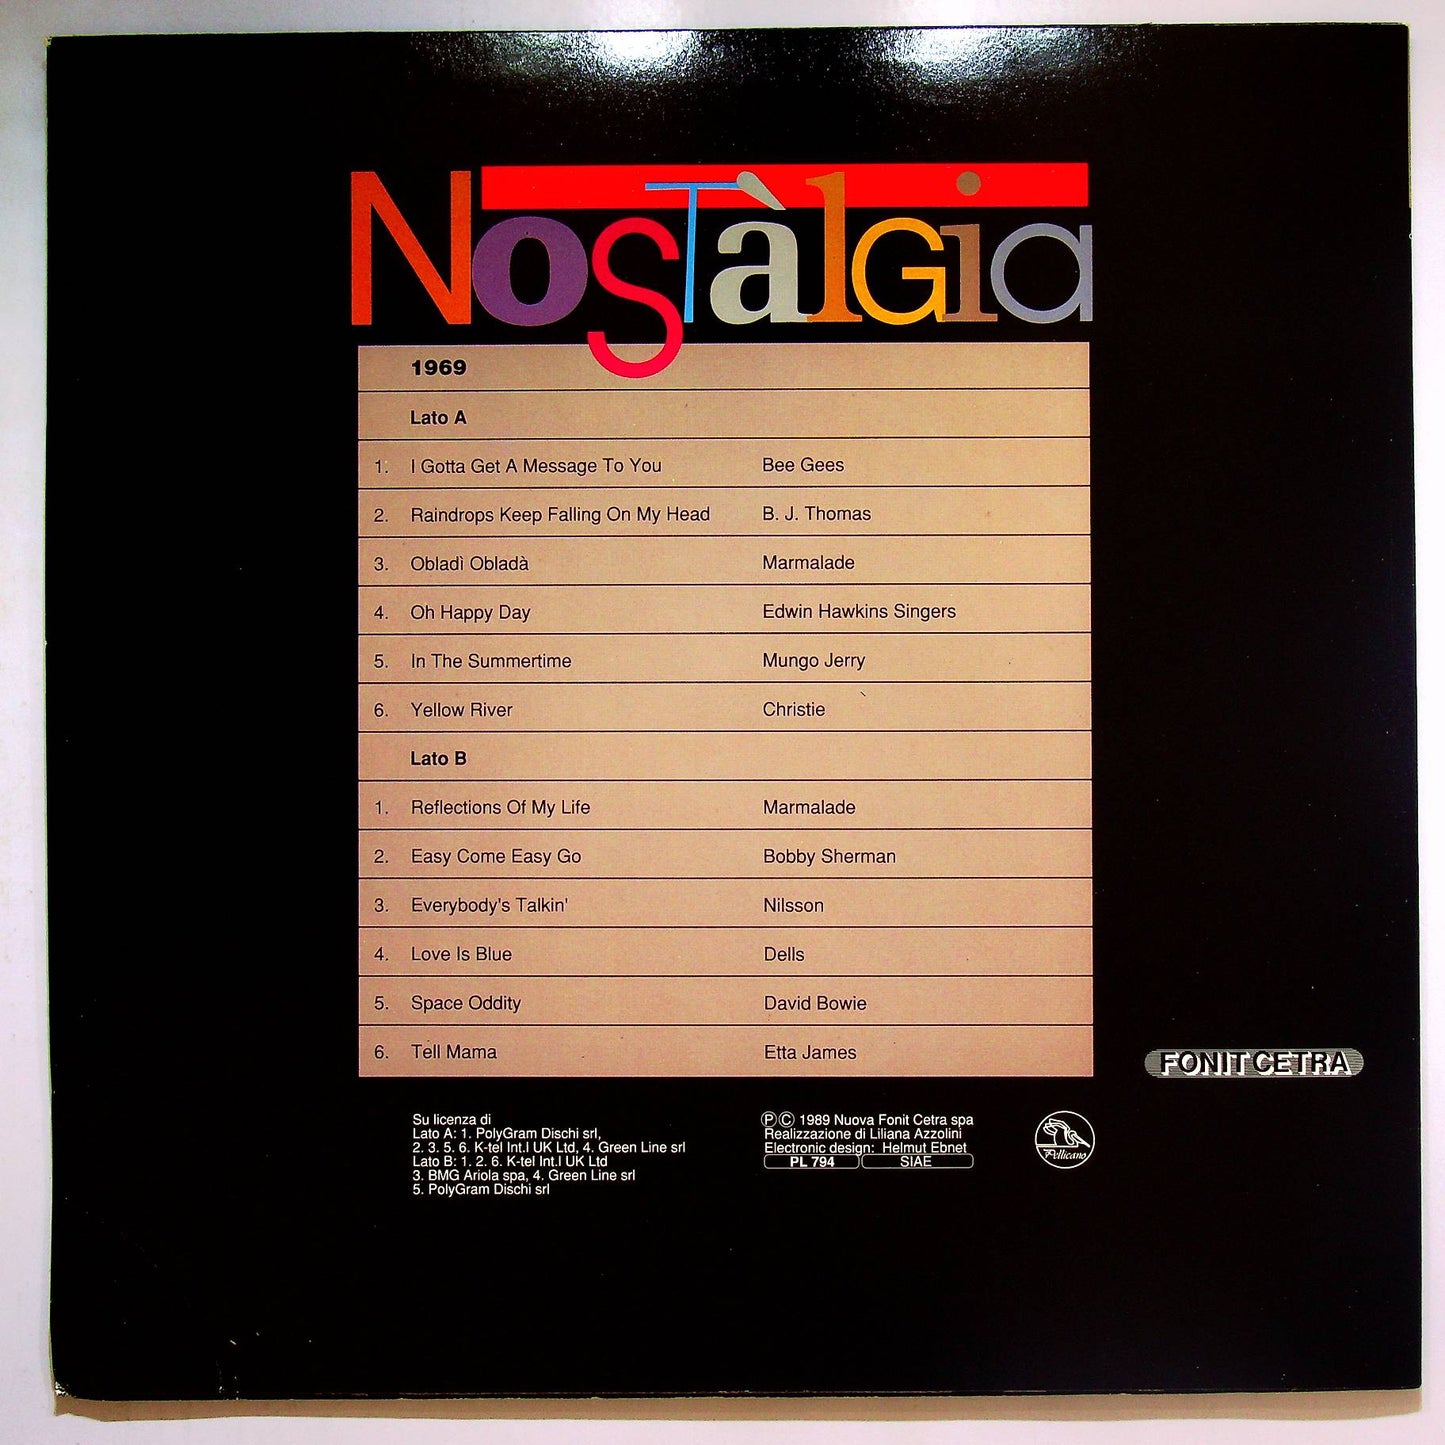 Nostàlgia
1969
Lato A
1. I Gotta Get A Message To You Bee Gees
2. Raindrops Keep Falling On My Head B. J. Thomas
3. Obladì Obladà Marmalade
4. Oh Happy Day Edwin Hawkins Singers
5. In The Summertime Mungo Jerry
6. Yellow River Christie
Lato B
1. Reflections Of My Life Marmalade
2. Easy Come Easy Go Bobby Sherman
3. Everybody's Talkin' Nilsson
4. Love Is Blue Dells
5. Space Oddity David Bowie
6. Tell Mama Etta James
FONIT CETRA
Su licenza di
Lato A: 1. PolyGram Dischi srl,
2. 3. 5. 6. K-tel Int.l UK Ltd, 4. Green Line srl
Lato B: 1. 2. 6. K-tel Int.l UK Ltd
3. BMG Ariola spa, 4. Green Line srl
5. PolyGram Dischi srl
Ⓟ© 1989 Nuova Fonit Cetra spa
Realizzazione di Liliana Azzolini
Electronic design: Helmut Ebnet
PL 794 SIAE
Pellicano